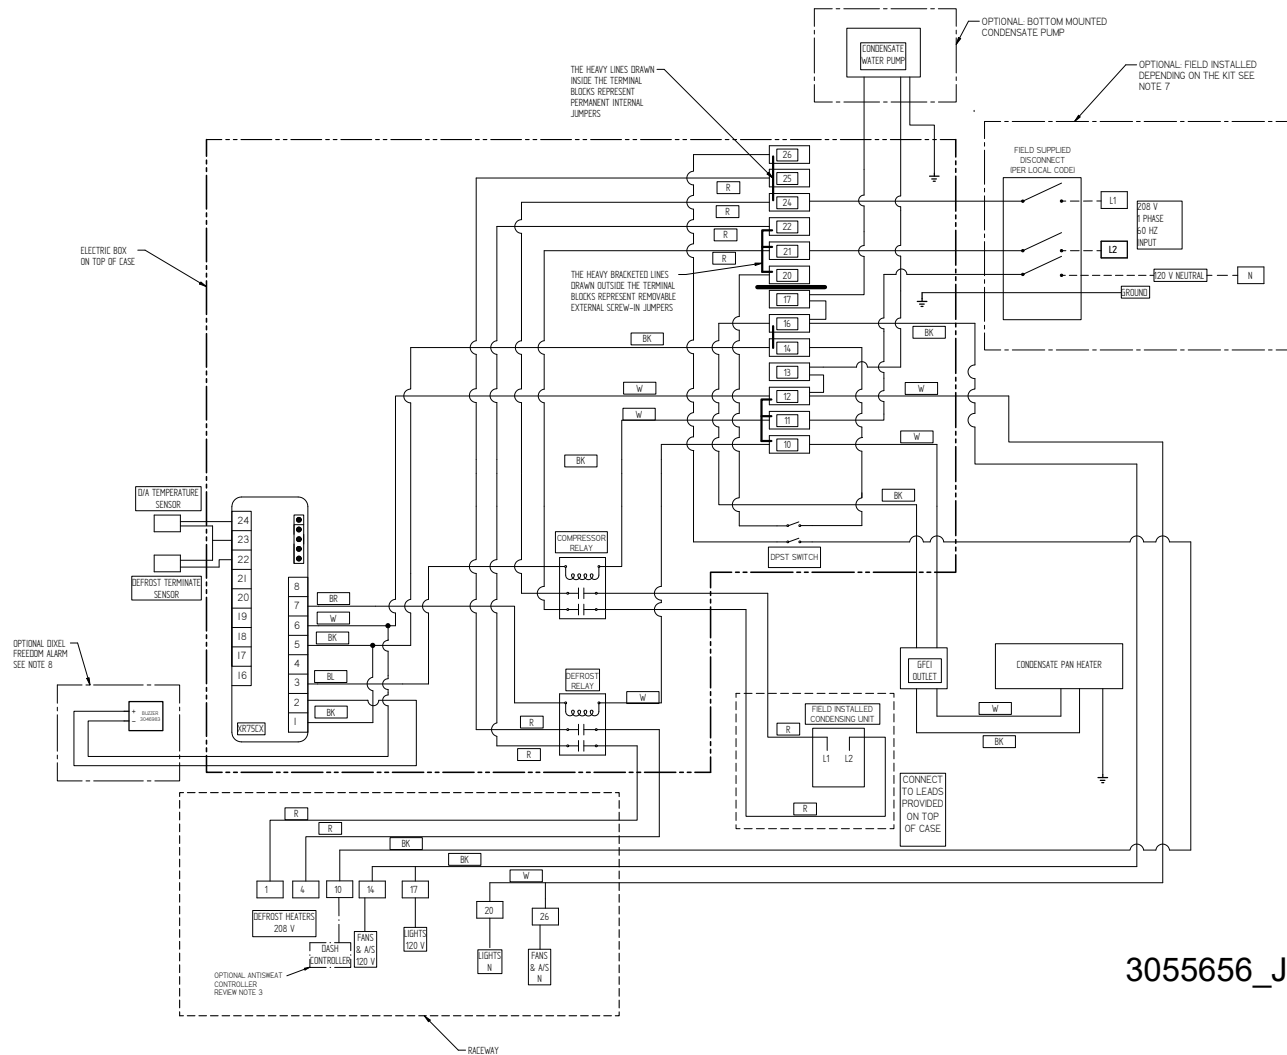 OPTIONAL: BOTTOM MOUNTED
CONDENSATE PUMP
CONDENSATE
WATER PUMP
OPTIONAL: FIELD INSTALLED
DEPENDING ON THE KIT SEE
NOTE 7
THE HEAVY LINES DRAWN
INSIDE THE TERMINAL
BLOCKS REPRESENT
PERMANENT INTERNAL
JUMPERS
FIELD SUPPLIED
DISCONNECT
(PER LOCAL CODE)
L1
L2
208 V
1 PHASE
60 HZ
INPUT
120 V NEUTRAL
N
GROUND
26
25
24
22
21
20
17
16
14
13
12
11
10
R
R
R
R
ELECTRIC BOX
ON TOP OF CASE
THE HEAVY BRACKETED LINES
DRAWN OUTSIDE THE TERMINAL
BLOCKS REPRESENT REMOVABLE
EXTERNAL SCREW-IN JUMPERS
BK
BK
W
W
W
W
BK
BK
DPST SWITCH
COMPRESSOR
RELAY
D/A TEMPERATURE
SENSOR
DEFROST TERMINATE
SENSOR
24
23
22
21
20
19
18
17
16
8
7
6
5
4
3
2
1
XR75CX
BR
W
BK
BL
BK
OPTIONAL DIXEL
FREEDOM ALARM
SEE NOTE 8
+
-
BUZZER
3046983
DEFROST
RELAY
W
R
R
FIELD INSTALLED
CONDENSING UNIT
L1
L2
R
R
CONNECT
TO LEADS
PROVIDED
ON TOP
OF CASE
GFCI
OUTLET
CONDENSATE PAN HEATER
W
BK
R
R
BK
BK
W
1
4
10
14
17
20
26
DEFROST HEATERS
208 V
DASH
CONTROLLER
FANS
& A/S
120 V
LIGHTS
120 V
LIGHTS
N
FANS
& A/S
N
OPTIONAL ANTISWEAT
CONTROLLER
REVIEW NOTE 3
RACEWAY
3055656_J